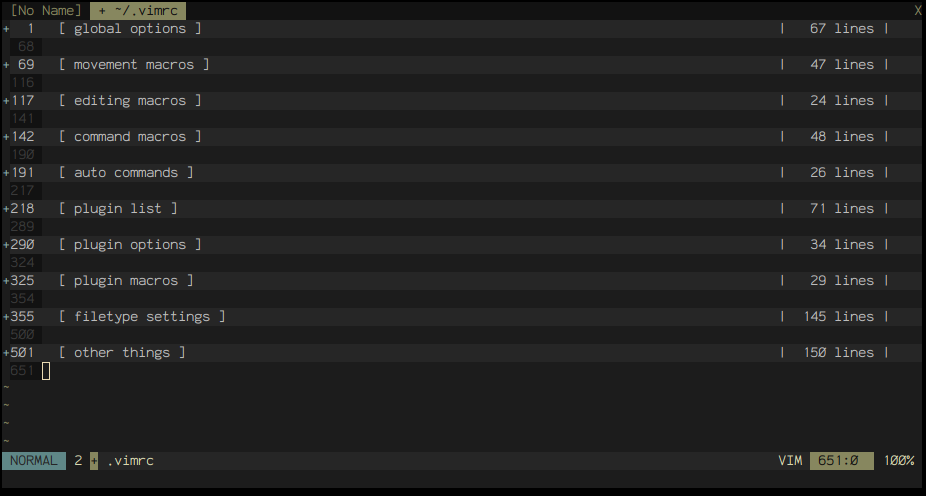 [No Name] + ~/.vimrc X
+ 1 [ global options ] | 67 lines |
68
+ 69 [ movement macros ] | 47 lines |
116
+117 [ editing macros ] | 24 lines |
141
+142 [ command macros ] | 48 lines |
190
+191 [ auto commands ] | 26 lines |
217
+218 [ plugin list ] | 71 lines |
289
+290 [ plugin options ] | 34 lines |
324
+325 [ plugin macros ] | 29 lines |
354
+355 [ filetype settings ] | 145 lines |
500
+501 [ other things ] | 150 lines |
651
~
~
~
~
NORMAL 2 + .vimrc VIM 651:0 100%